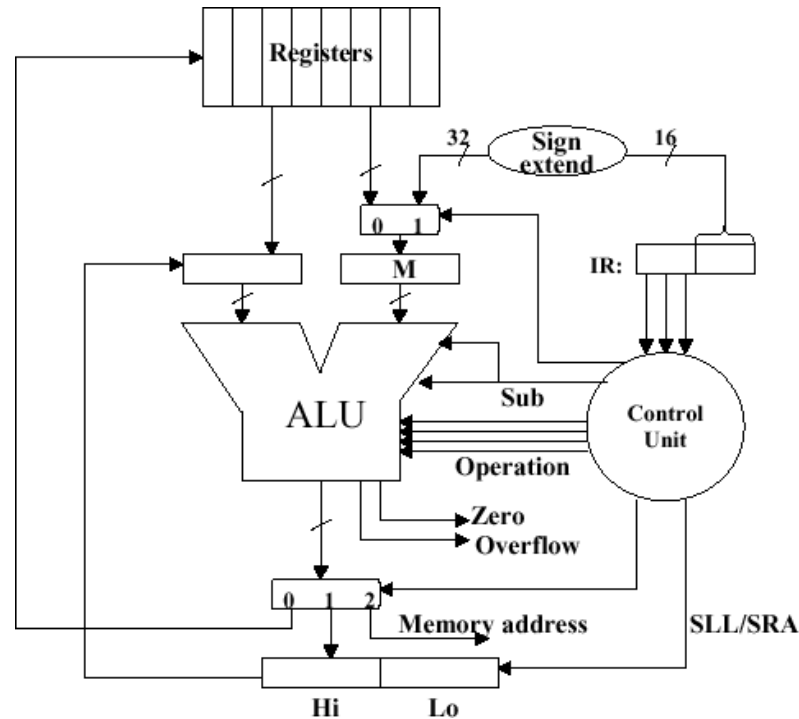 Registers
32
Sign
extend
16
0 1
IR:
M
ALU
Sub
Control
Unit
Operation
Zero
Overflow
0 1 2
Memory address
SLL/SRA
Hi
Lo